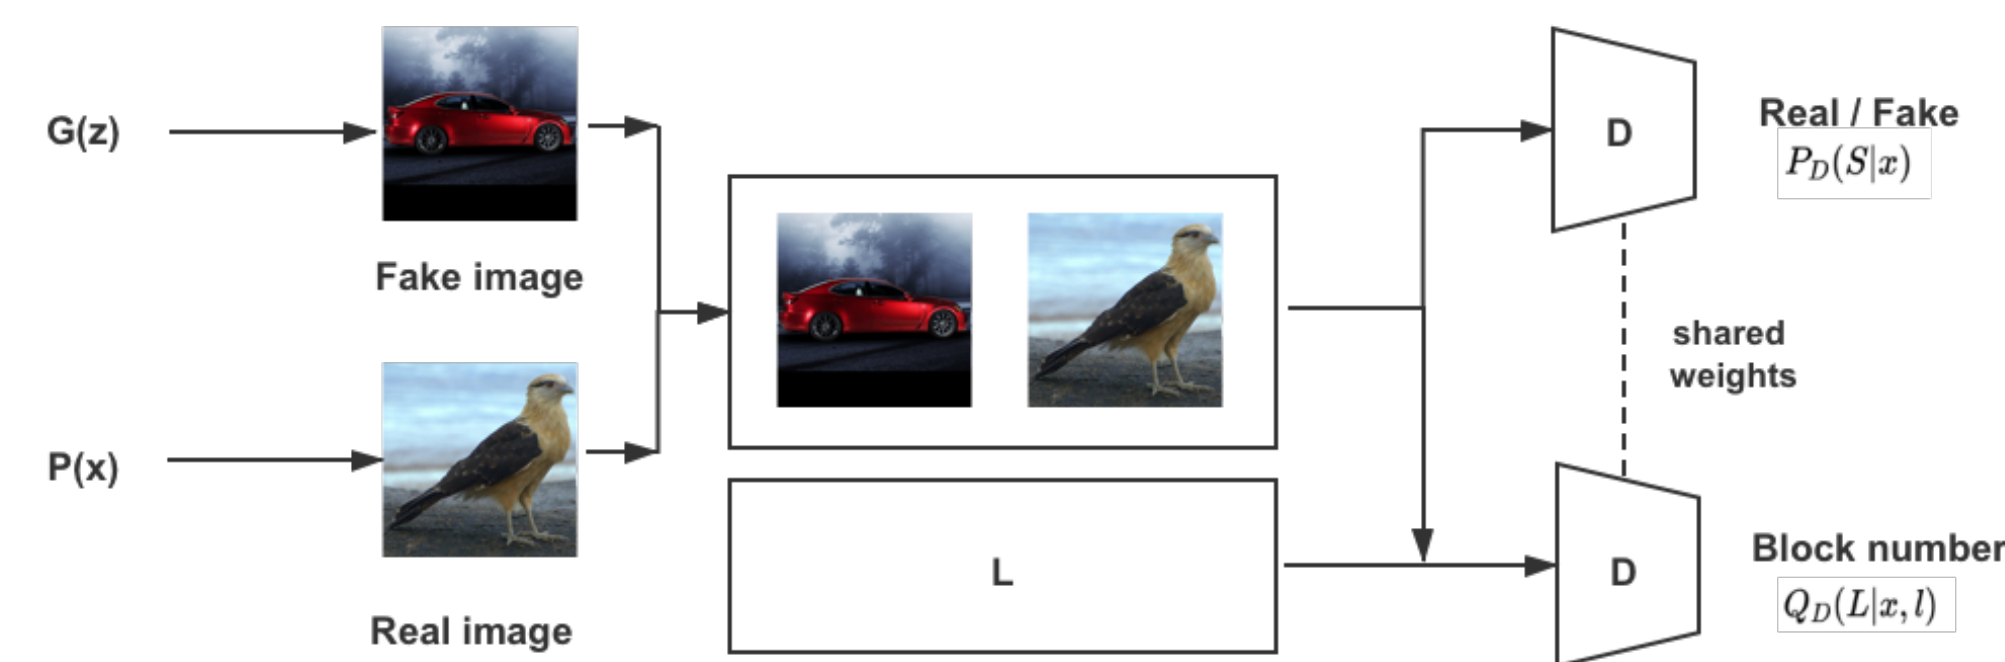 G(z)
Fake image
P(x)
Real image
L
D
Real / Fake
P_D(S|x)
shared
weights
D
Block number
Q_D(L|x, l)